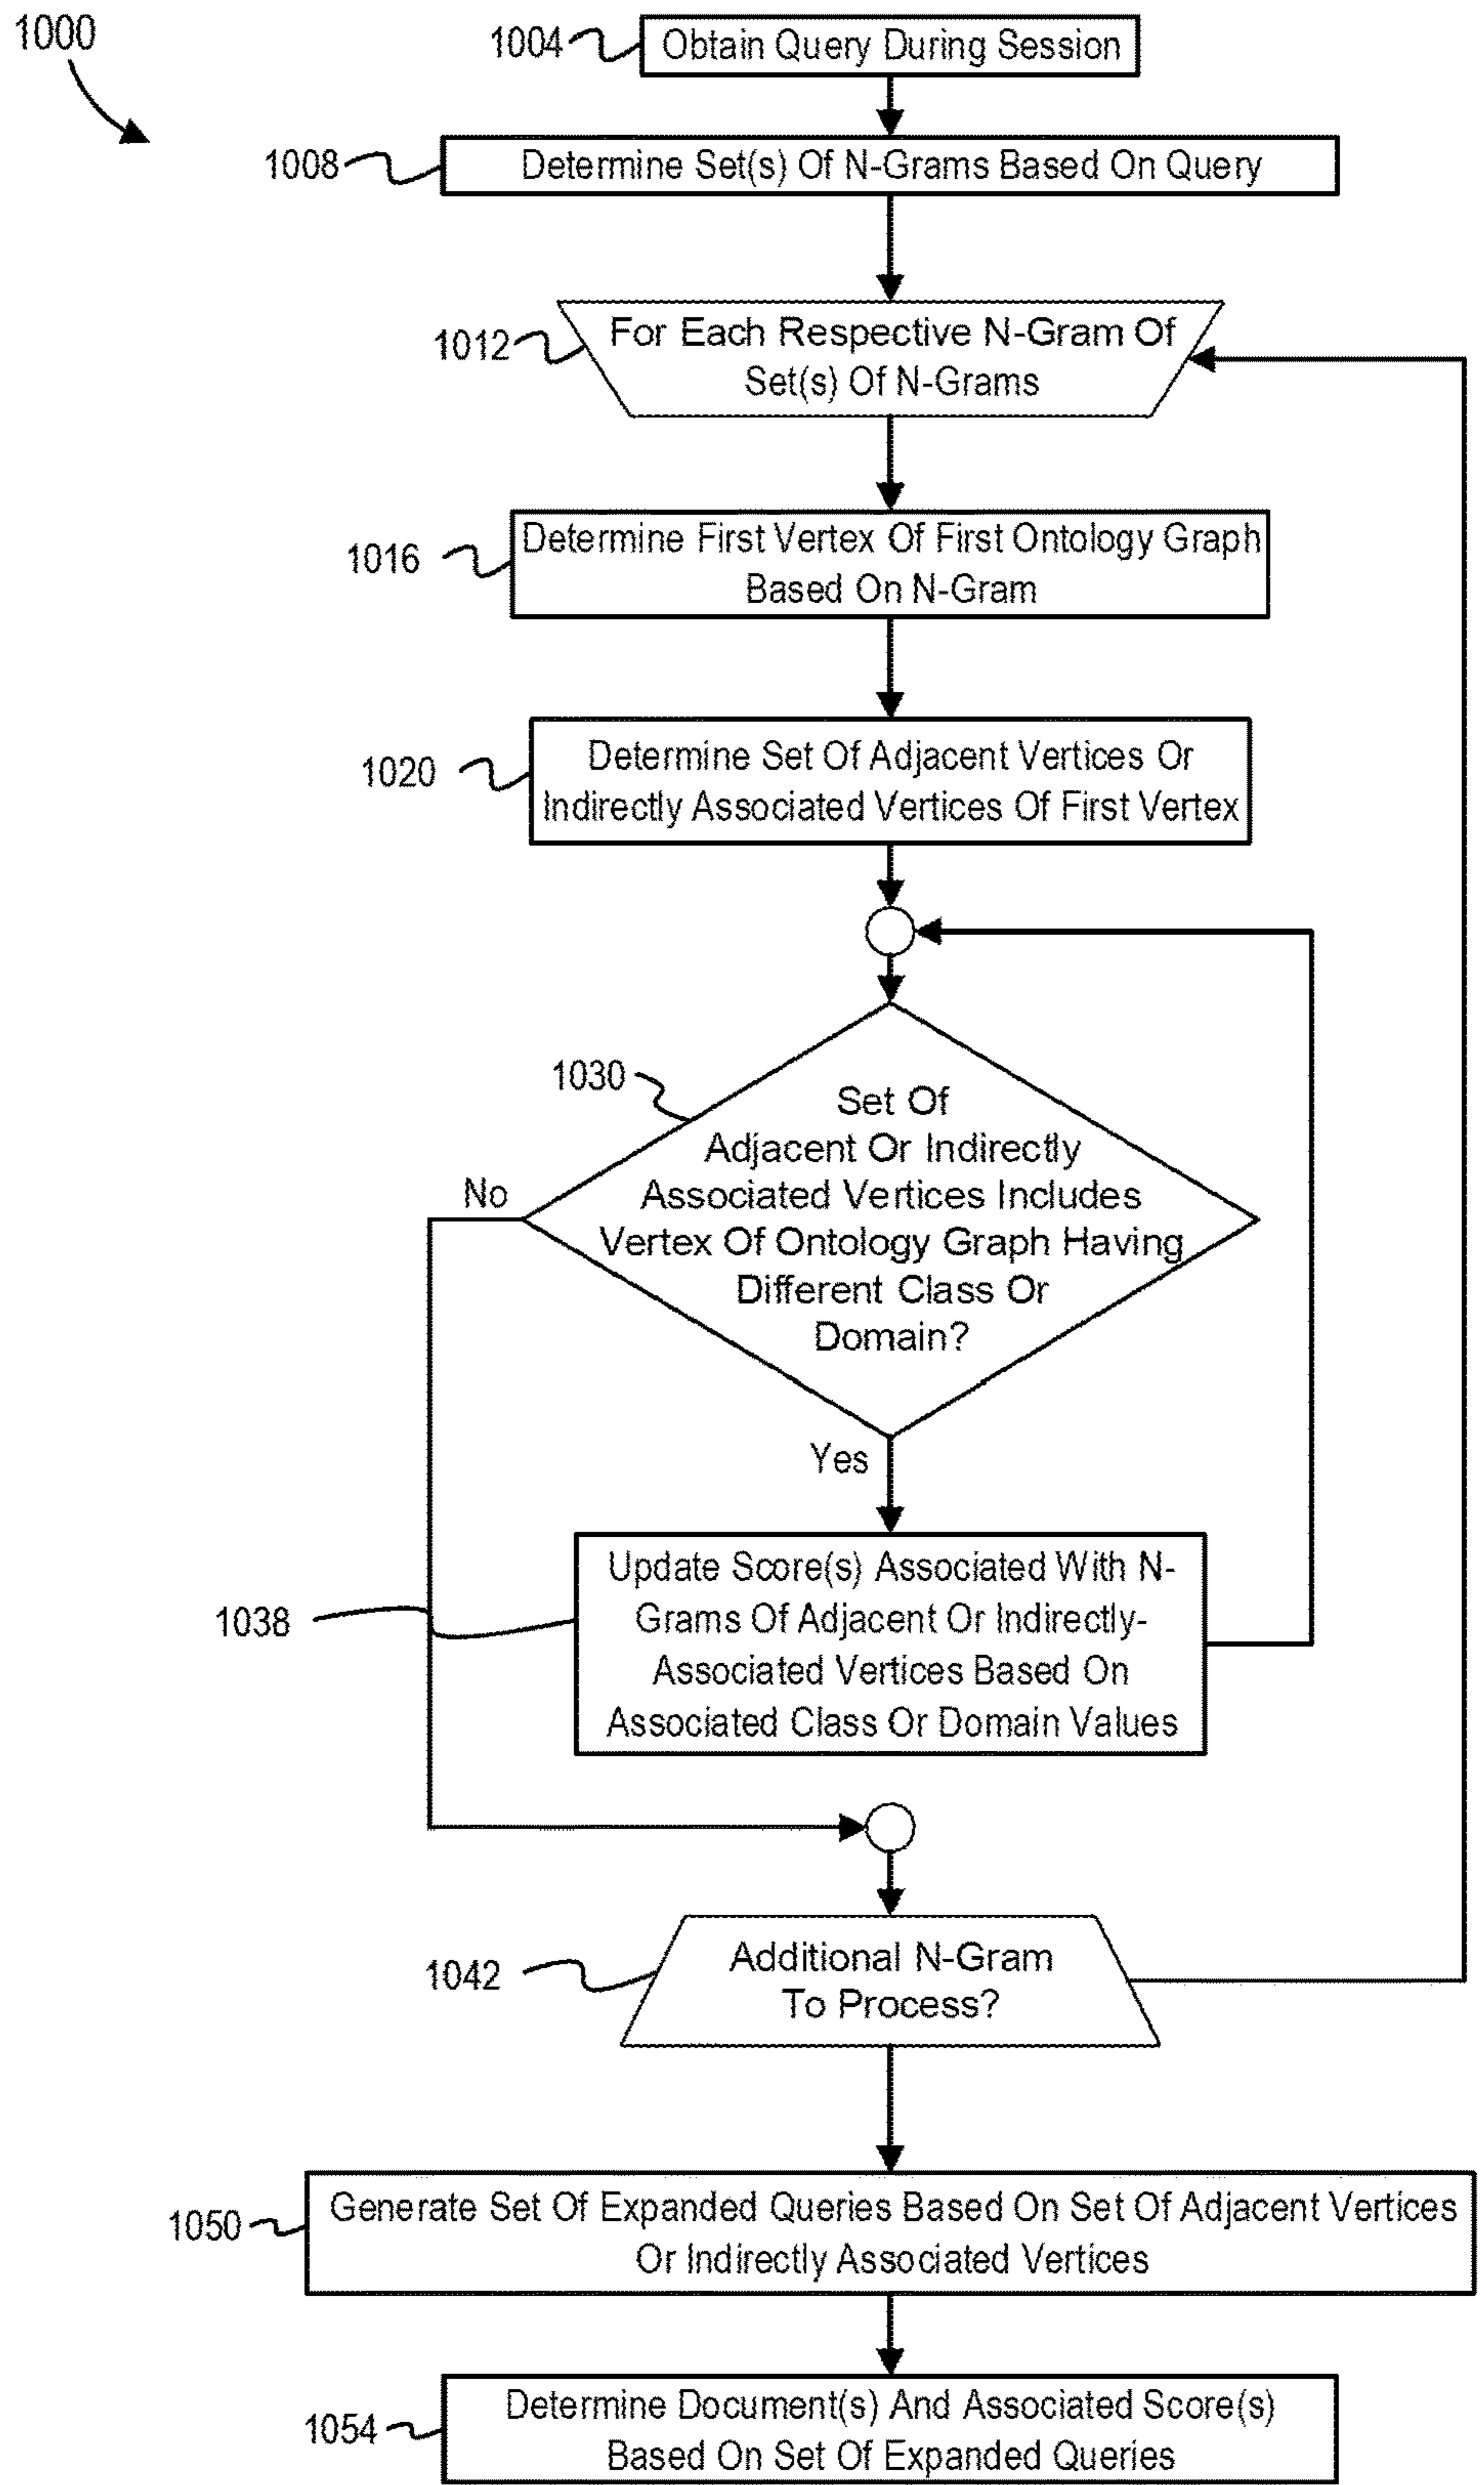 1000
1004
Obtain Query During Session
1008
Determine Set(s) Of N-Grams Based On Query
1012
For Each Respective N-Gram Of
Set(s) Of N-Grams
1016
Determine First Vertex Of First Ontology Graph
Based On N-Gram
1020
Determine Set Of Adjacent Vertices Or
Indirectly Associated Vertices Of First Vertex
1030
Set Of
Adjacent Or Indirectly
Associated Vertices Includes
Vertex Of Ontology Graph Having
Different Class Or
Domain?
No
Yes
1038
Update Score(s) Associated With N-
Grams Of Adjacent Or Indirectly-
Associated Vertices Based On
Associated Class Or Domain Values
1042
Additional N-Gram
To Process?
1050
Generate Set Of Expanded Queries Based On Set Of Adjacent Vertices
Or Indirectly Associated Vertices
1054
Determine Document(s) And Associated Score(s)
Based On Set Of Expanded Queries